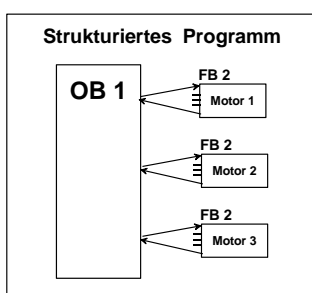 Strukturiertes Programm
OB 1
FB 2
Motor 1
FB 2
Motor 2
FB 2
Motor 3